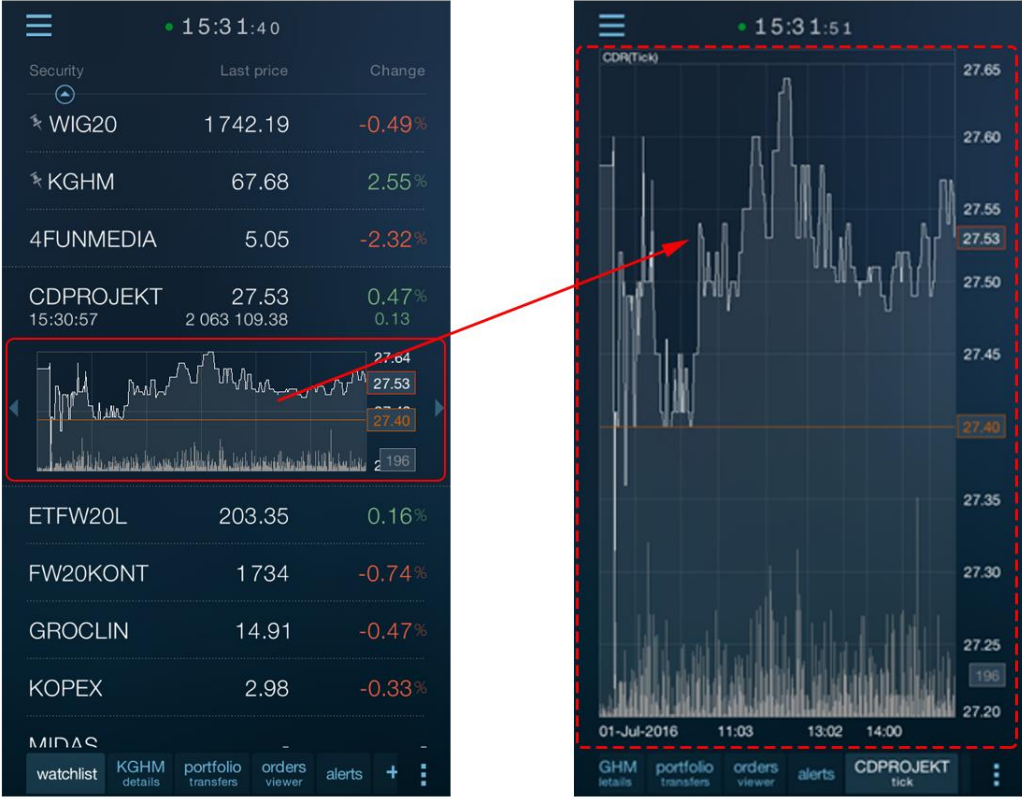 15:31:40
Security Last price Change
WIG20 1742.19 -0.49%
KGHM 67.68 2.55%
4FUNMEDIA 5.05 -2.32%
CDPROJEKT 27.53 0.47%
15:30:57 2 063 109.38 0.13
27.64
27.53
27.40
196
ETFW20L 203.35 0.16%
FW20KONT 1734 -0.74%
GROCLIN 14.91 -0.47%
KOPEX 2.98 -0.33%
MIDAS - -
watchlist KGHM portfolio orders alerts +
details transfers viewer
15:31:51
CDR(Tick)
27.65
27.60
27.55
27.53
27.50
27.45
27.40
27.35
27.30
27.25
196
27.20
01-Jul-2016 11:03 13:02 14:00
GHM portfolio orders alerts CDPROJEKT
letails transfers viewer tick